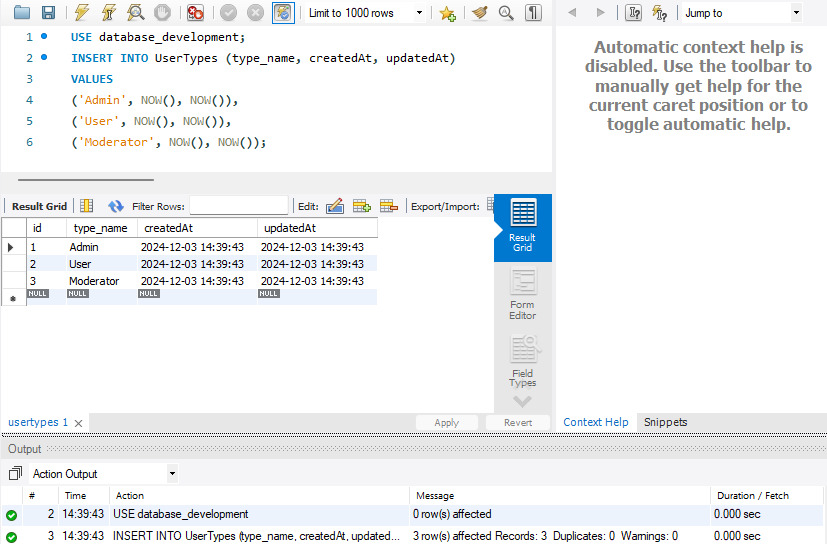 Limit to 1000 rows
Jump to
1 USE database_development;
2 INSERT INTO UserTypes (type_name, createdAt, updatedAt)
3 VALUES
4 ('Admin', NOW(), NOW()),
5 ('User', NOW(), NOW()),
6 ('Moderator', NOW(), NOW());
Automatic context help is
disabled. Use the toolbar to
manually get help for the
current caret position or to
toggle automatic help.
Result Grid Filter Rows: Edit: Export/Import:
id type_name createdAt updatedAt
1 Admin 2024-12-03 14:39:43 2024-12-03 14:39:43
2 User 2024-12-03 14:39:43 2024-12-03 14:39:43
3 Moderator 2024-12-03 14:39:43 2024-12-03 14:39:43
NULL NULL NULL NULL
Result
Grid
Form
Editor
Field
Types
usertypes 1
Apply Revert
Context Help Snippets
Output
Action Output
# Time Action Message Duration / Fetch
2 14:39:43 USE database_development 0 row(s) affected 0.000 sec
3 14:39:43 INSERT INTO UserTypes (type_name, createdAt, updated... 3 row(s) affected Records: 3 Duplicates: 0 Warnings: 0 0.000 sec